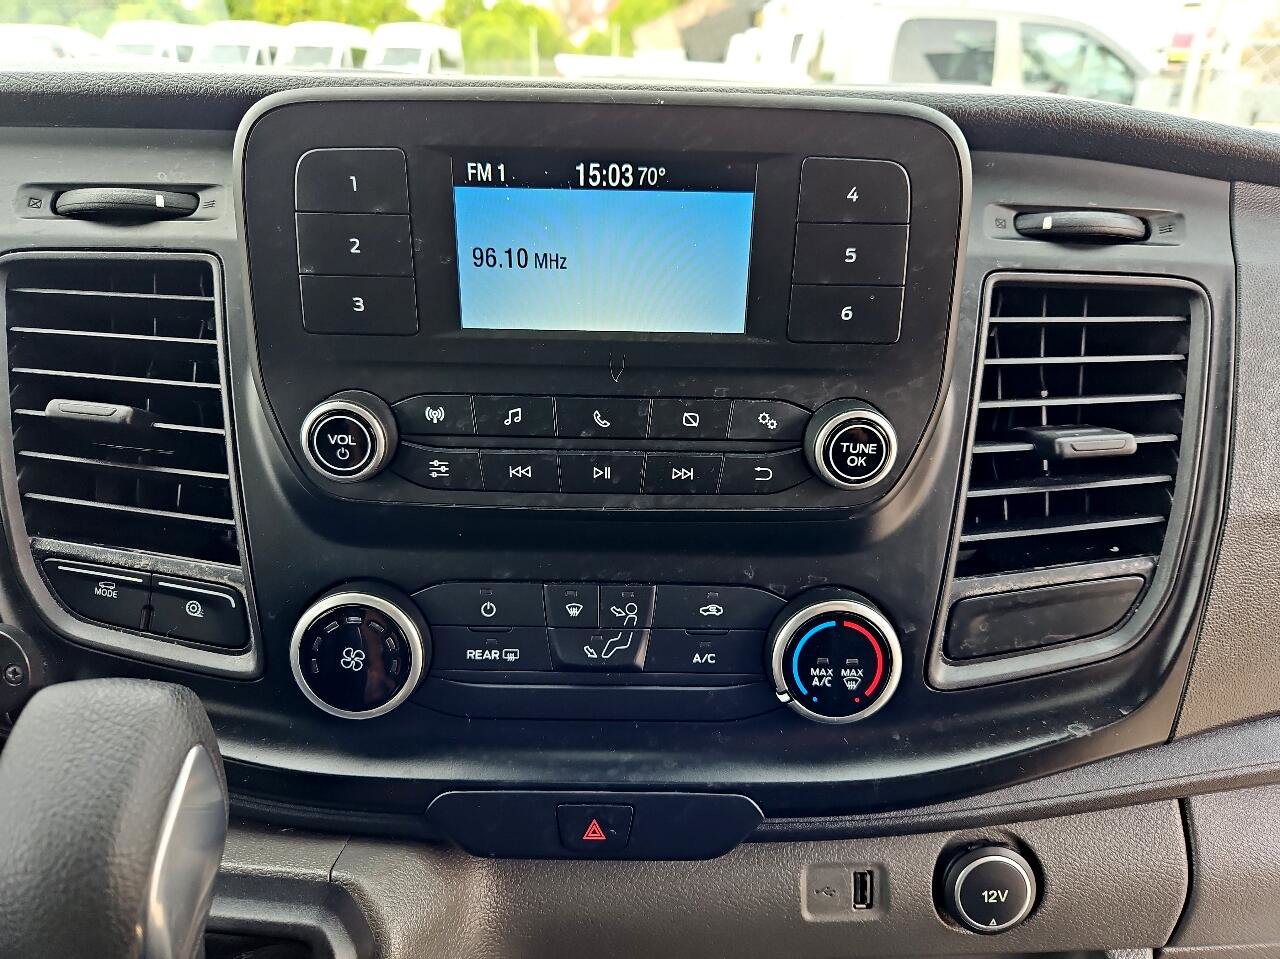 FM 1 15:03 70°
96.10 MHz
1
2
3
4
5
6
VOL
TUNE
OK
MODE
REAR
A/C
MAX
A/C
MAX
12V